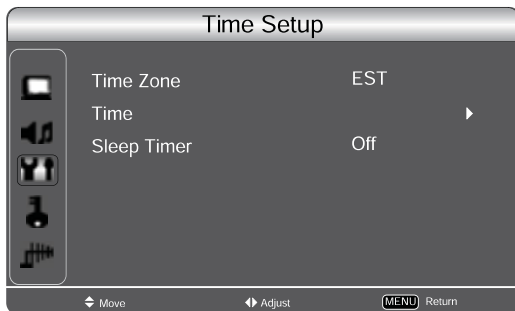 Time Setup
Time Zone EST
Time
Sleep Timer Off
Move Adjust MENU Return